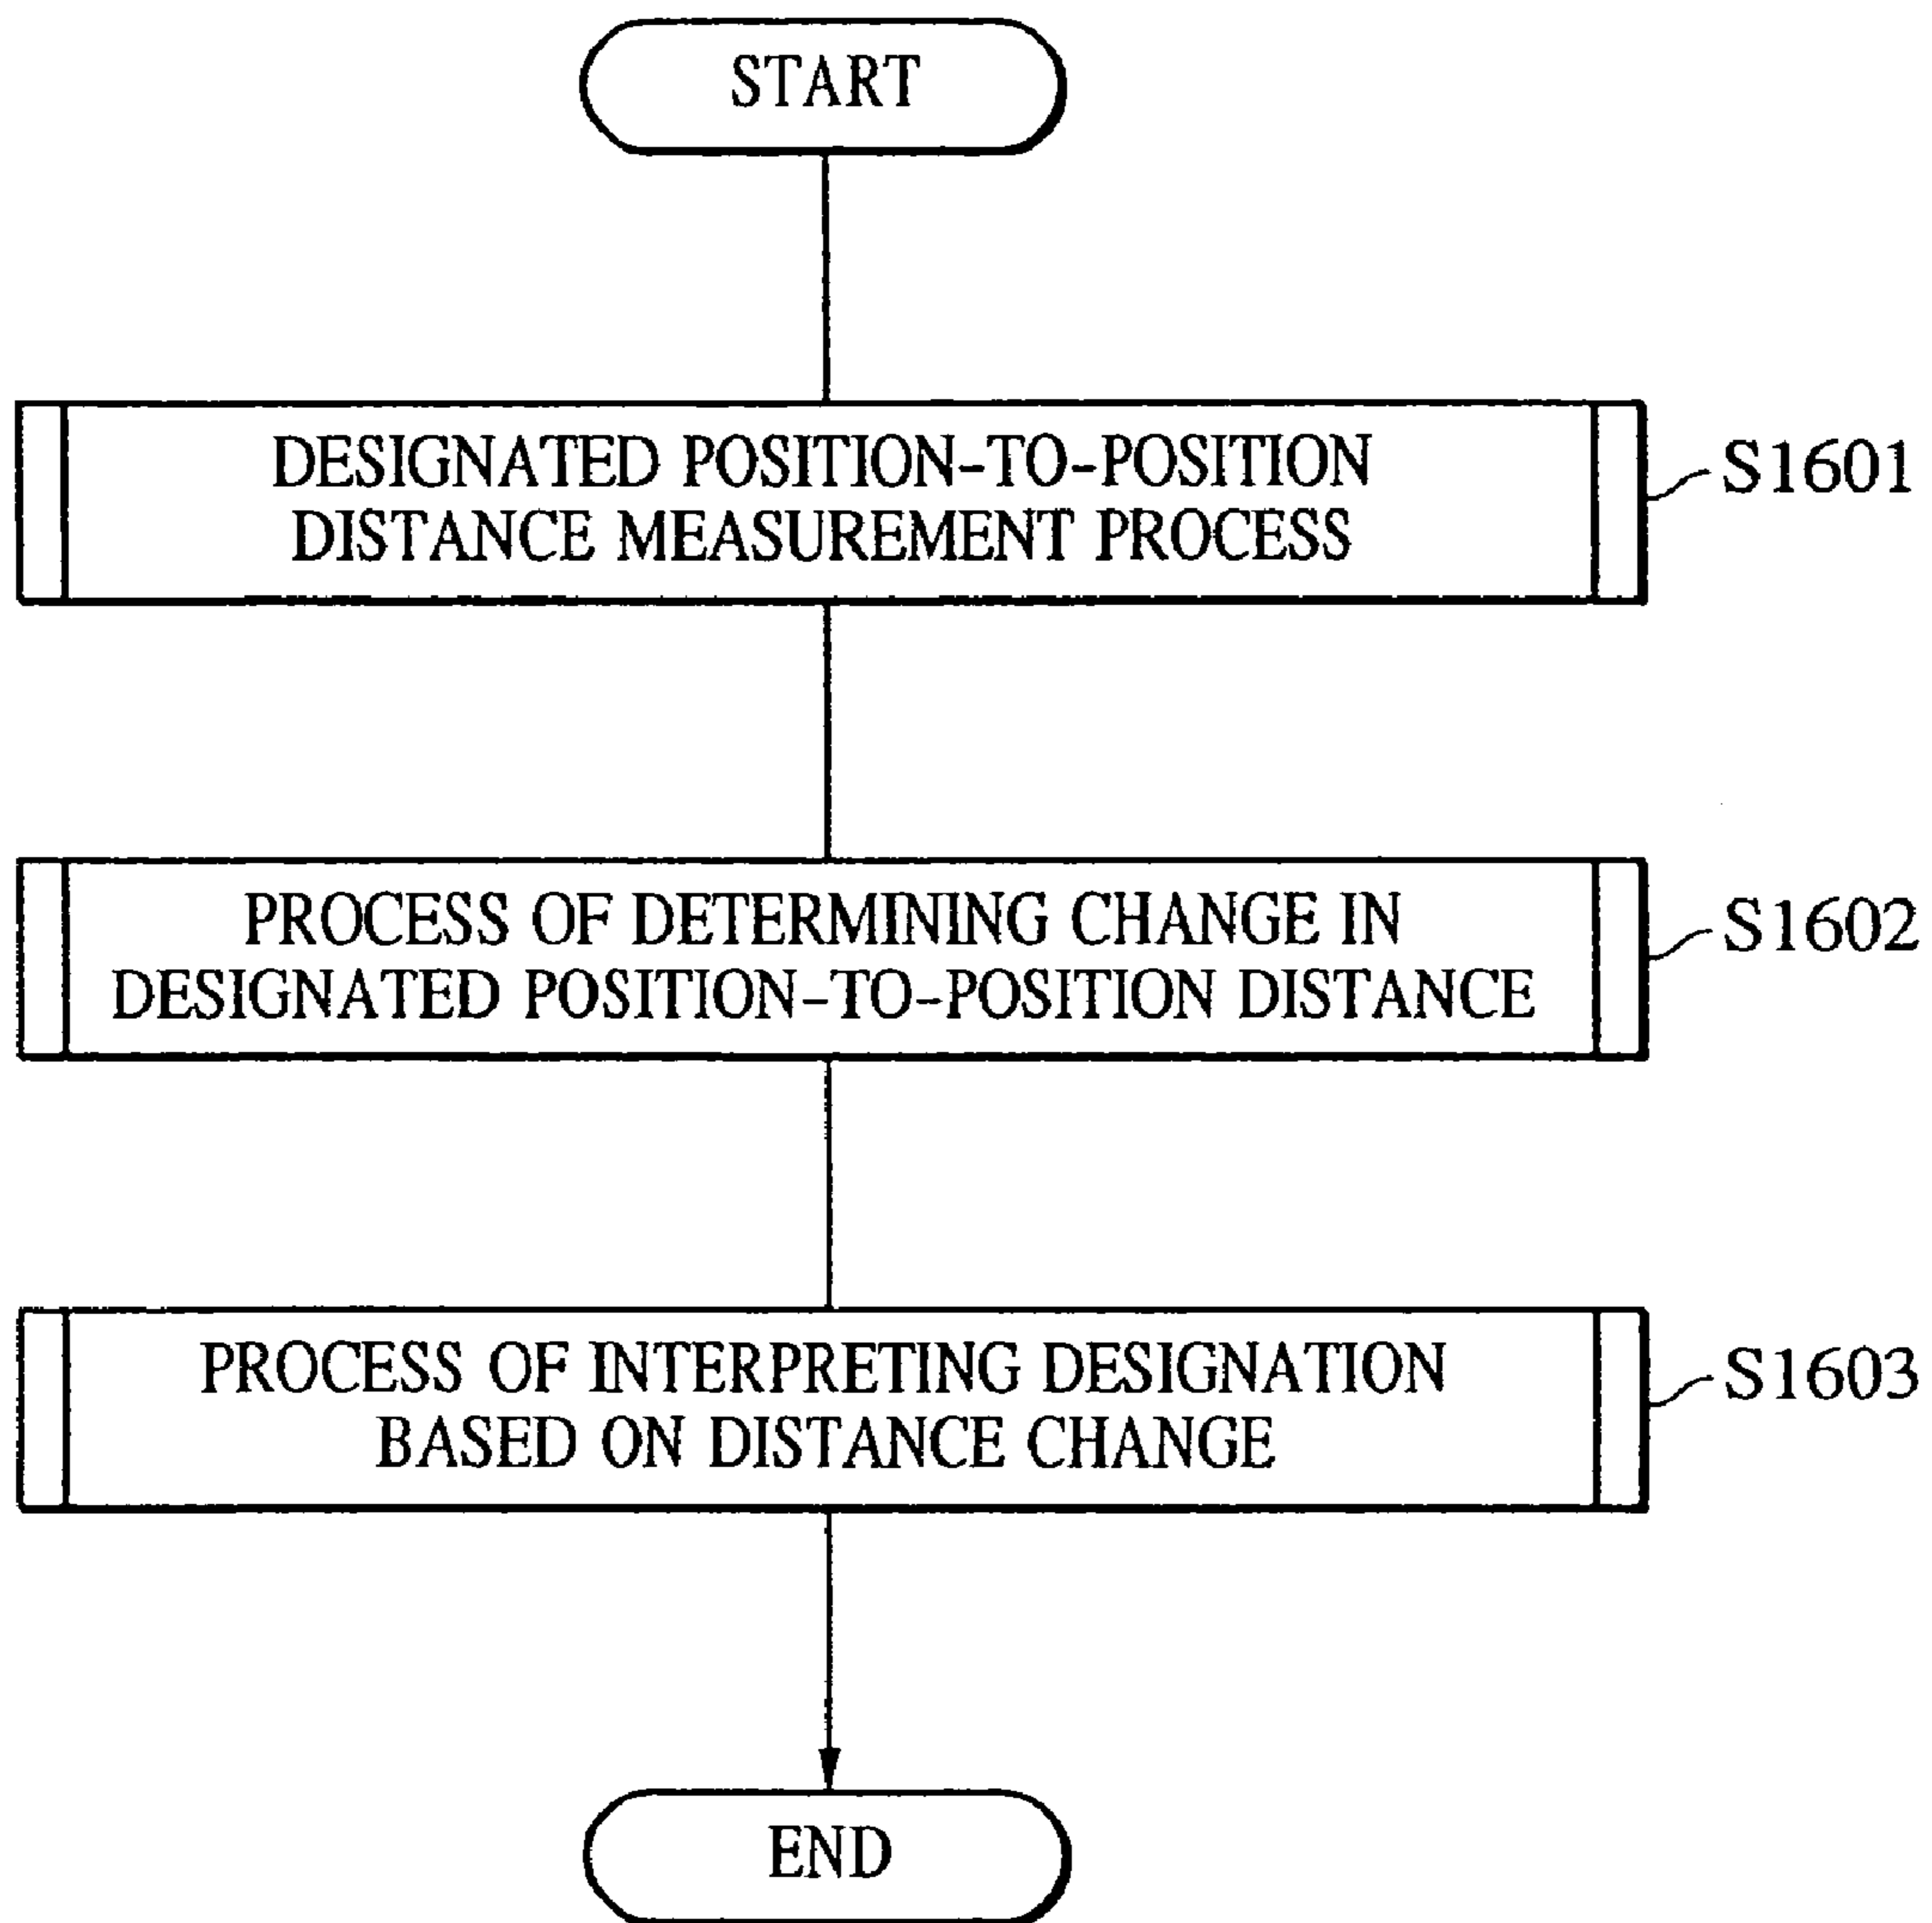 START
DESIGNATED POSITION-TO-POSITION
DISTANCE MEASUREMENT PROCESS
S1601
PROCESS OF DETERMINING CHANGE IN
DESIGNATED POSITION-TO-POSITION DISTANCE
S1602
PROCESS OF INTERPRETING DESIGNATION
BASED ON DISTANCE CHANGE
S1603
END